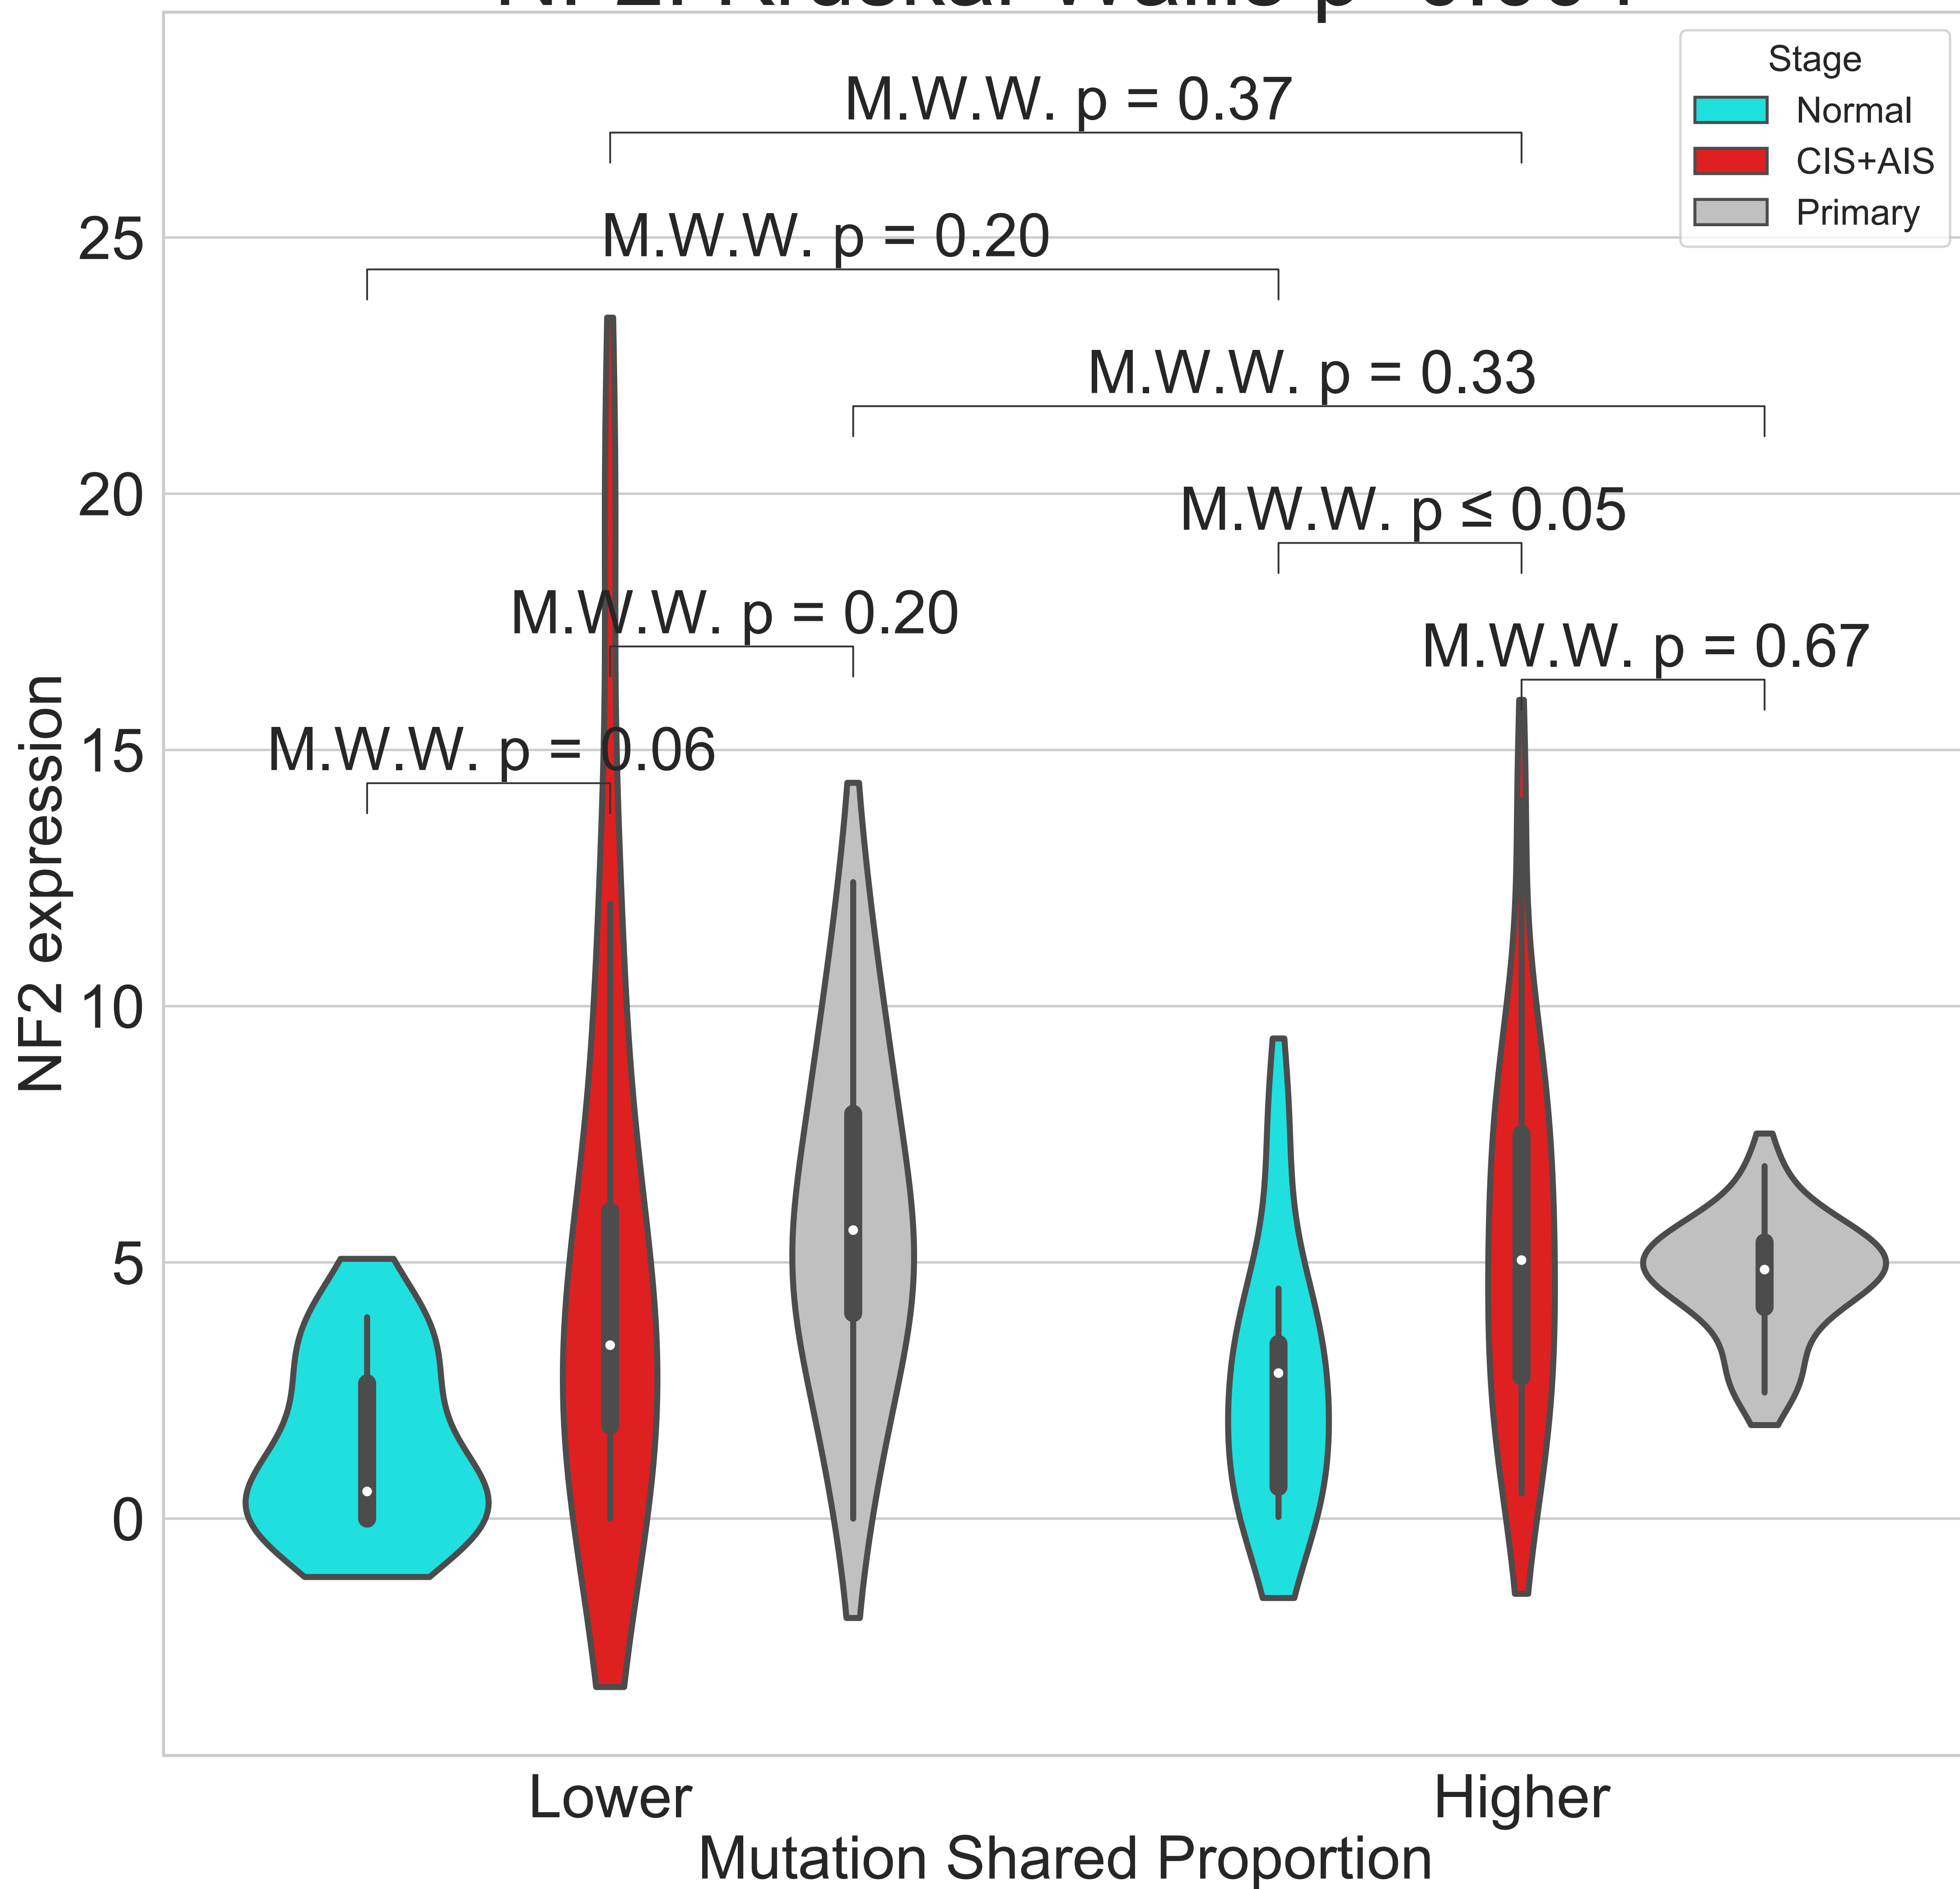 Stage
Normal
CIS+AIS
Primary
M.W.W. p = 0.37
M.W.W. p = 0.20
M.W.W. p = 0.33
M.W.W. p ≤ 0.05
M.W.W. p = 0.20
M.W.W. p = 0.67
M.W.W. p = 0.06
25
20
15
10
5
0
NF2 expression
Lower
Higher
Mutation Shared Proportion